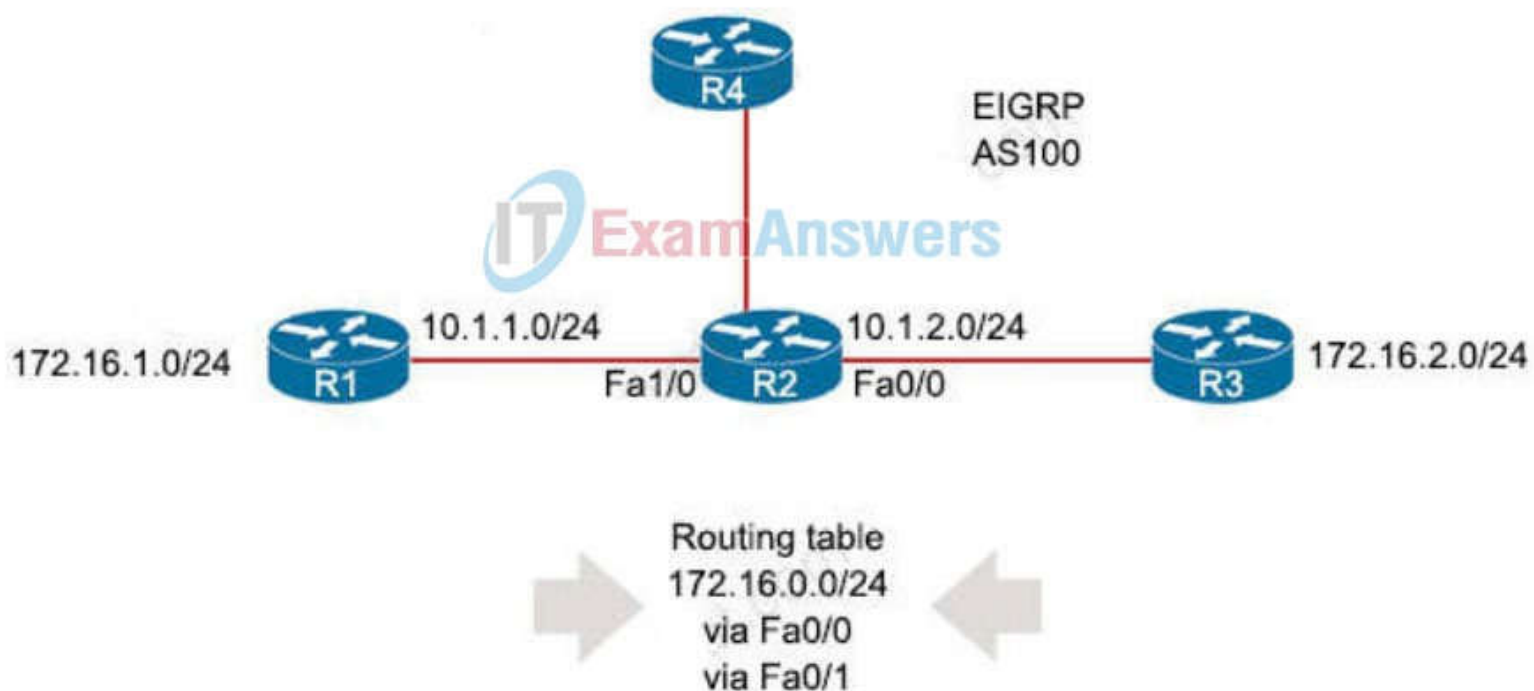 R4
EIGRP
AS100
ITExamAnswers
10.1.1.0/24
10.1.2.0/24
172.16.1.0/24
R1
Fa1/0
R2
Fa0/0
R3
172.16.2.0/24
Routing table
172.16.0.0/24
via Fa0/0
via Fa0/1